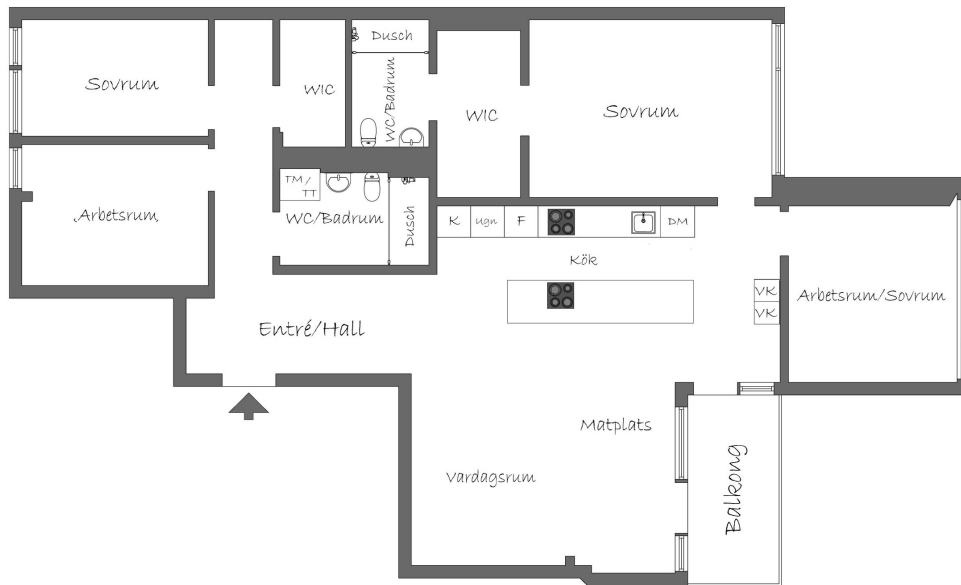 Dusch
Sovrum
WIC
WC/Badrum
WIC
Sovrum
TM/
TT
Arbetsrum
WC/Badrum
Dusch
K
Ugn
F
DM
Kök
VK
VK
Arbetsrum/Sovrum
Entré/Hall
Matplats
Vardagsrum
Balkong